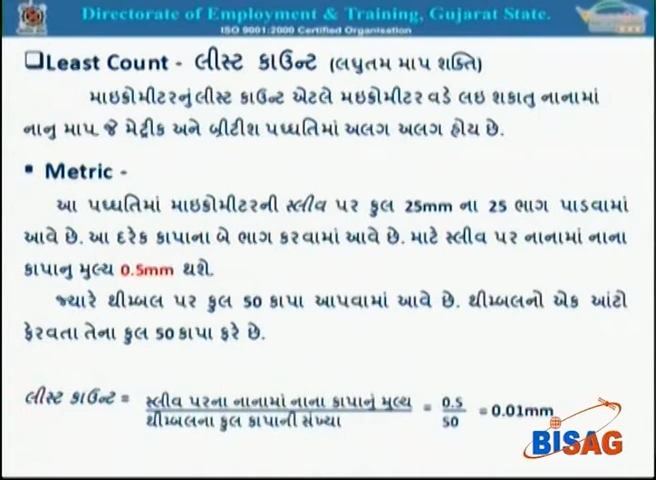 Directorate of Employment & Training, Gujarat State.
ISO 9001:2000 Certified Organisation
Least Count - લીસ્ટ કાઉન્ટ (લઘુતમ માપ શક્તિ)
માઇક્રોમીટરનું લીસ્ટ કાઉન્ટ એટલે મઇક્રોમીટર વડે લઇ શકાતુ નાનામાં
નાનુ માપ. જે મેટ્રીક અને બ્રીટીશ પધ્ધતિમાં અલગ અલગ હોય છે.
▪ Metric -
આ પધ્ધતિમાં માઇક્રોમીટરની સ્લીવ પર કુલ 25mm ના 25 ભાગ પાડવામાં
આવે છે. આ દરેક કાપાના બે ભાગ કરવામાં આવે છે. માટે સ્લીવ પર નાનામાં નાના
કાપાનુ મુલ્ય 0.5mm થશે.
જ્યારે થીમ્બલ પર કુલ 50 કાપા આપવામાં આવે છે. થીમ્બલનો એક આંટો
ફેરવતા તેના કુલ 50 કાપા ફરે છે.
લીસ્ટ કાઉન્ટ = સ્લીવ પરના નાનામાં નાના કાપાનું મુલ્ય = 0.5 = 0.01mm
થીમ્બલના કુલ કાપાની સંખ્યા 50
BISAG